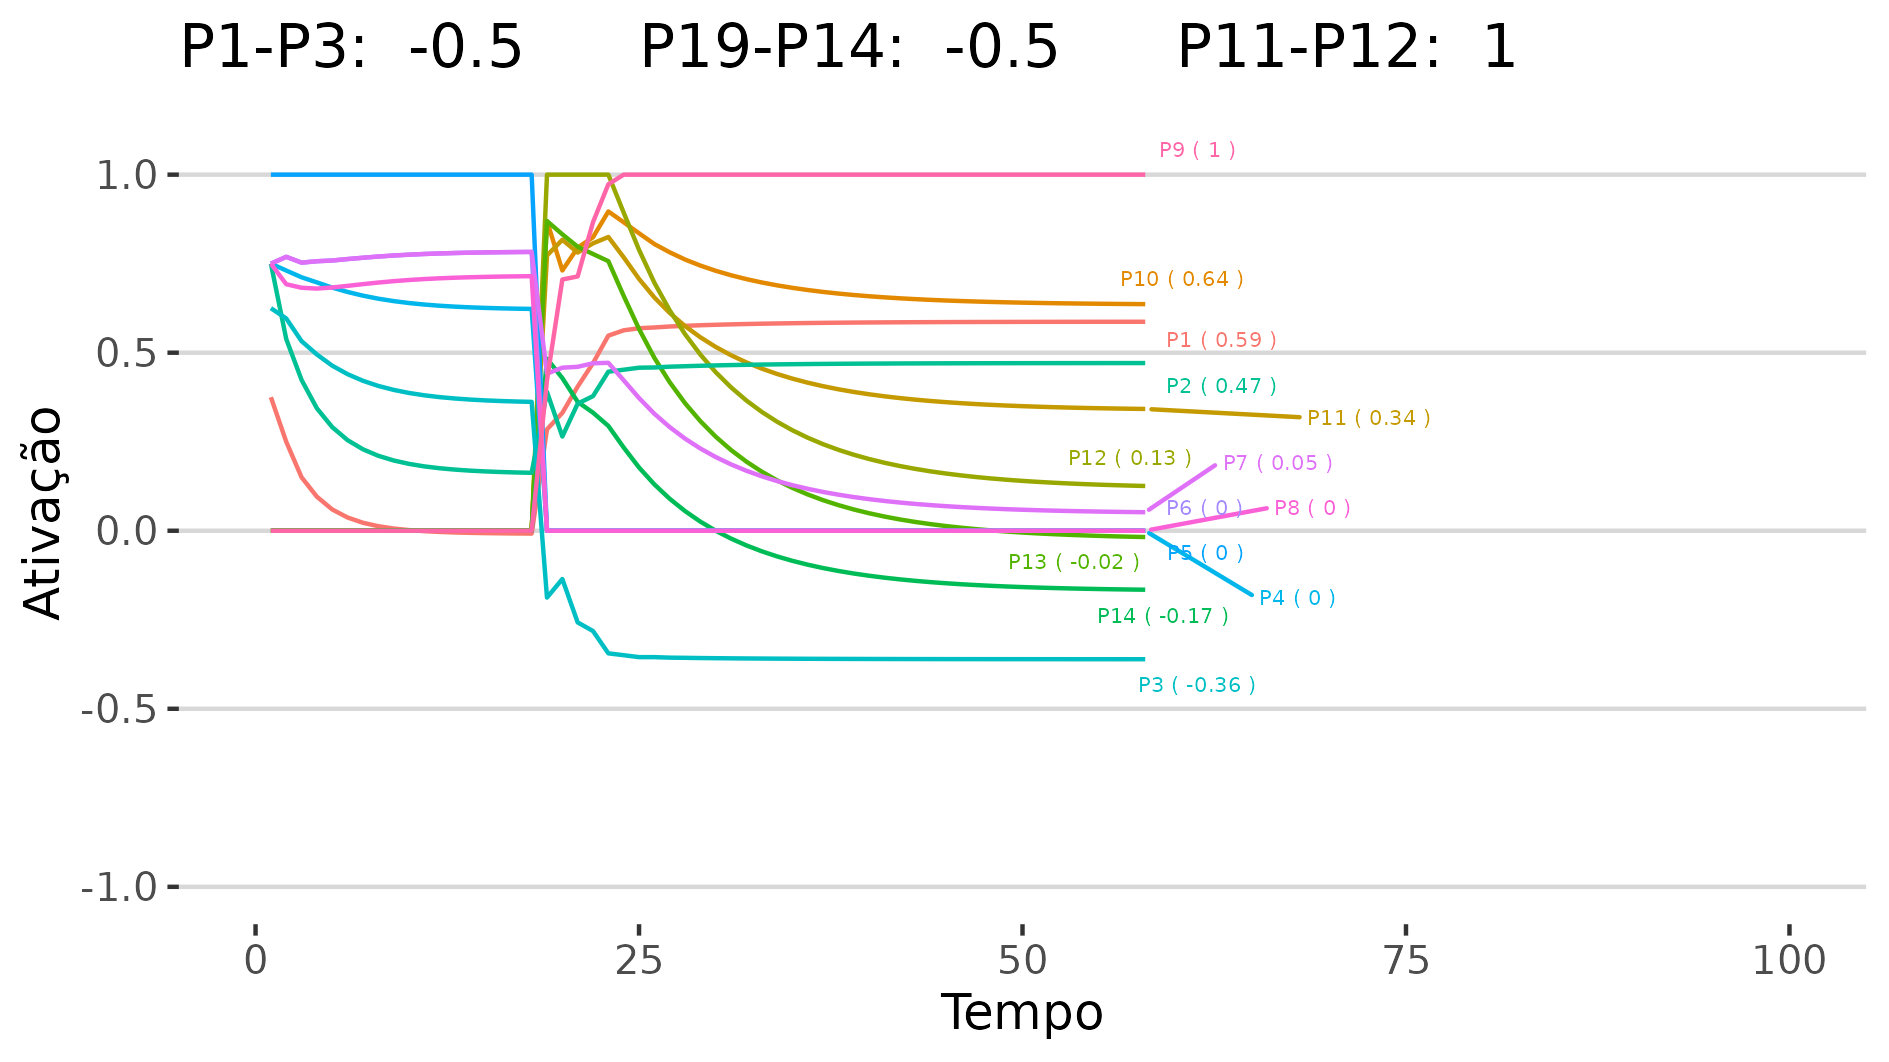 P1-P3:  -0.5      P19-P14:  -0.5      P11-P12:  1
P9 ( 1 )
1.0
P10 ( 0.64 )
P1 ( 0.59 )
0.5
P2 ( 0.47 )
P11 ( 0.34 )
P12 ( 0.13 )
P7 ( 0.05 )
P6 ( 0 )
P8 ( 0 )
0.0
P5 ( 0 )
P13 ( -0.02 )
P4 ( 0 )
P14 ( -0.17 )
P3 ( -0.36 )
-0.5
-1.0
Ativação
0 25 50 75 100
Tempo